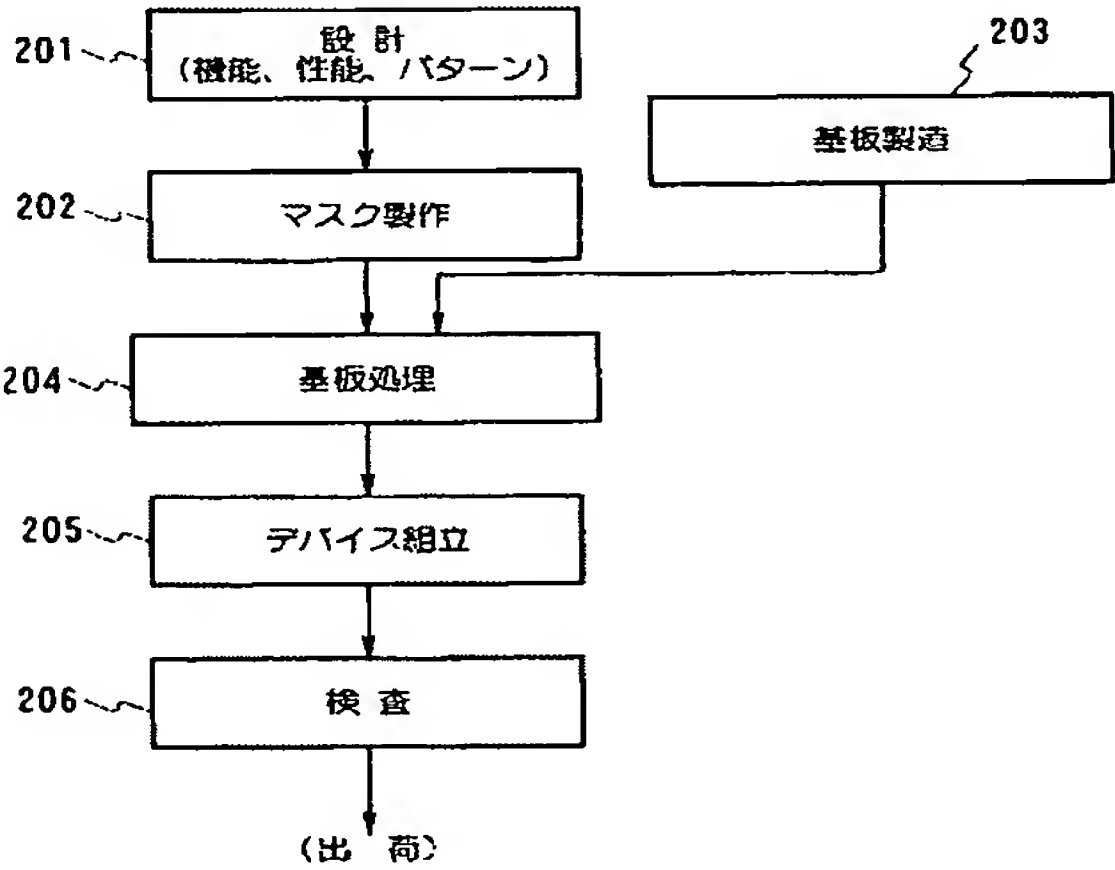 201
設計
(機能、性能、パターン)
203
基板製造
202
マスク製作
204
基板処理
205
デバイス組立
206
検査
(出 荷)